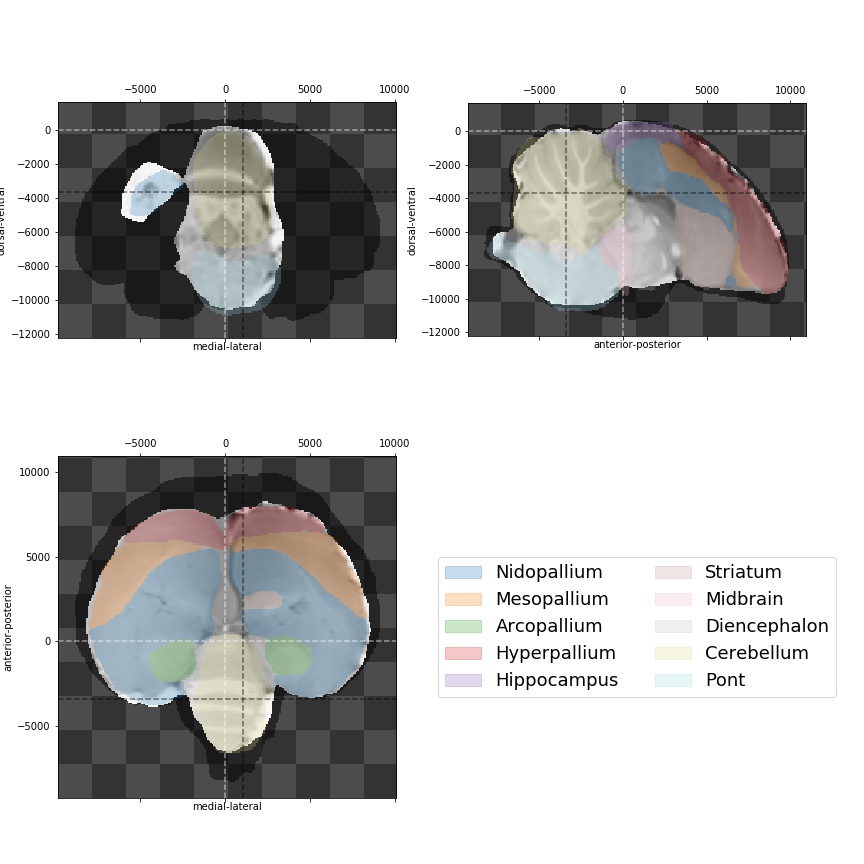 −5000 0 5000 10000
0
−2000
−4000
−6000
−8000
−10000
−12000
dorsal-ventral
medial-lateral
−5000 0 5000 10000
0
−2000
−4000
−6000
−8000
−10000
−12000
dorsal-ventral
anterior-posterior
−5000 0 5000 10000
10000
5000
0
−5000
anterior-posterior
medial-lateral
Nidopallium Striatum
Mesopallium Midbrain
Arcopallium Diencephalon
Hyperpallium Cerebellum
Hippocampus Pont